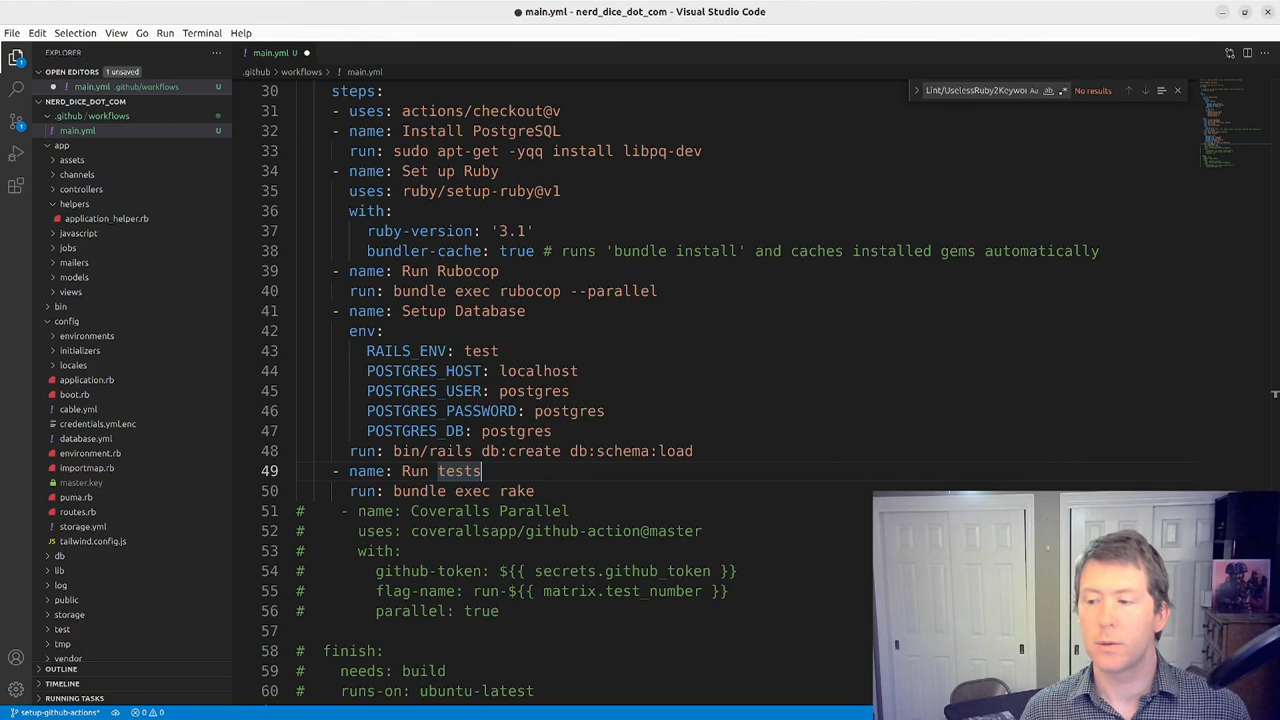 main.yml - nerd_dice_dot_com - Visual Studio Code
File Edit Selection View Go Run Terminal Help
EXPLORER
main.yml U
OPEN EDITORS 1 unsaved
main.yml .github/workflows U
NERD_DICE_DOT_COM
.github / workflows
main.yml U
app
assets
channels
controllers
helpers
application_helper.rb
javascript
jobs
mailers
models
views
bin
config
environments
initializers
locales
application.rb
boot.rb
cable.yml
credentials.yml.enc
database.yml
environment.rb
importmap.rb
master.key
puma.rb
routes.rb
storage.yml
tailwind.config.js
db
lib
log
public
storage
test
tmp
vendor
OUTLINE
TIMELINE
RUNNING TASKS
setup-github-actions* 0 0
.github > workflows > main.yml
Lint/UselessRuby2Keywor Aa ab .* No results
30 steps:
31 - uses: actions/checkout@v
32 - name: Install PostgreSQL
33 run: sudo apt-get -yqq install libpq-dev
34 - name: Set up Ruby
35 uses: ruby/setup-ruby@v1
36 with:
37 ruby-version: '3.1'
38 bundler-cache: true # runs 'bundle install' and caches installed gems automatically
39 - name: Run Rubocop
40 run: bundle exec rubocop --parallel
41 - name: Setup Database
42 env:
43 RAILS_ENV: test
44 POSTGRES_HOST: localhost
45 POSTGRES_USER: postgres
46 POSTGRES_PASSWORD: postgres
47 POSTGRES_DB: postgres
48 run: bin/rails db:create db:schema:load
49 - name: Run tests
50 run: bundle exec rake
51 # - name: Coveralls Parallel
52 # uses: coverallsapp/github-action@master
53 # with:
54 # github-token: ${{ secrets.github_token }}
55 # flag-name: run-${{ matrix.test_number }}
56 # parallel: true
57
58 # finish:
59 # needs: build
60 # runs-on: ubuntu-latest